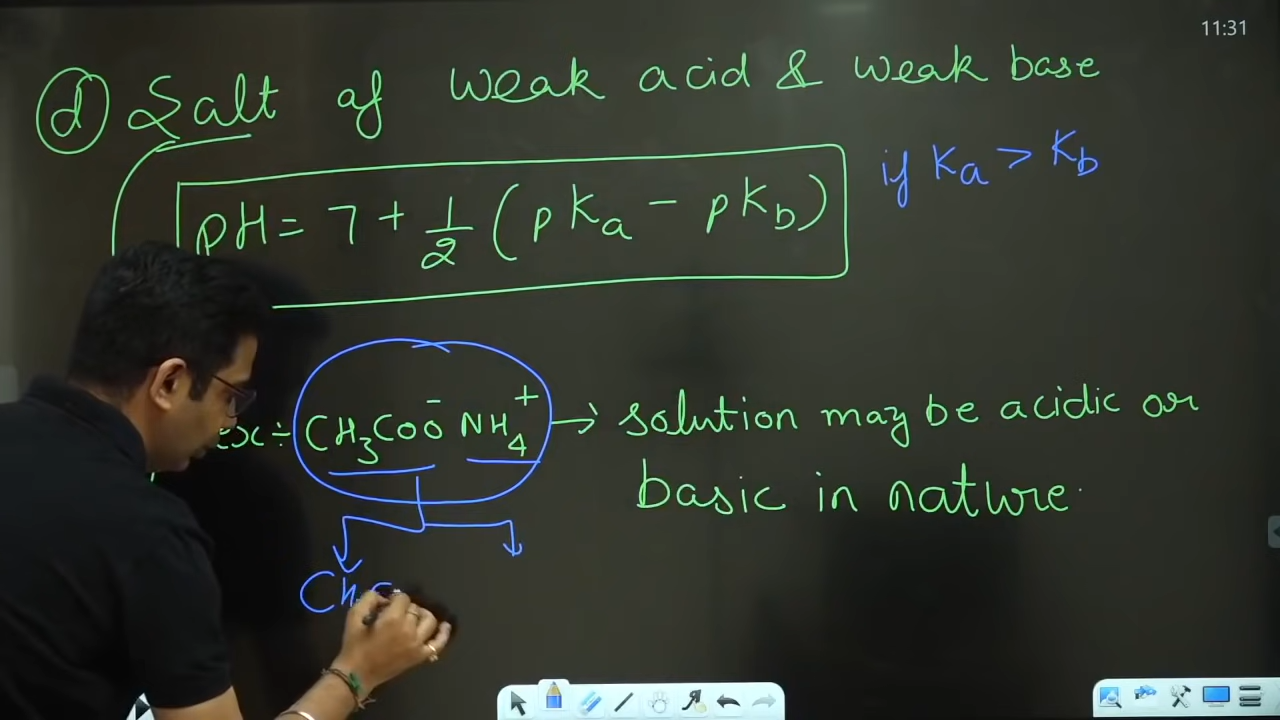 11:31
d Salt of weak acid & weak base
if Ka > Kb
pH = 7 + 1/2 (pKa - pKb)
ex ÷ CH₃COO⁻ NH₄⁺ → solution may be acidic or
basic in nature.